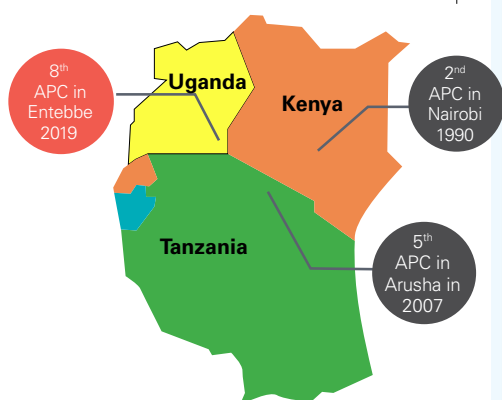 8th
APC in
Entebbe
2019
Uganda
Kenya
2nd
APC in
Nairobi
1990
Tanzania
5th
APC in
Arusha in
2007